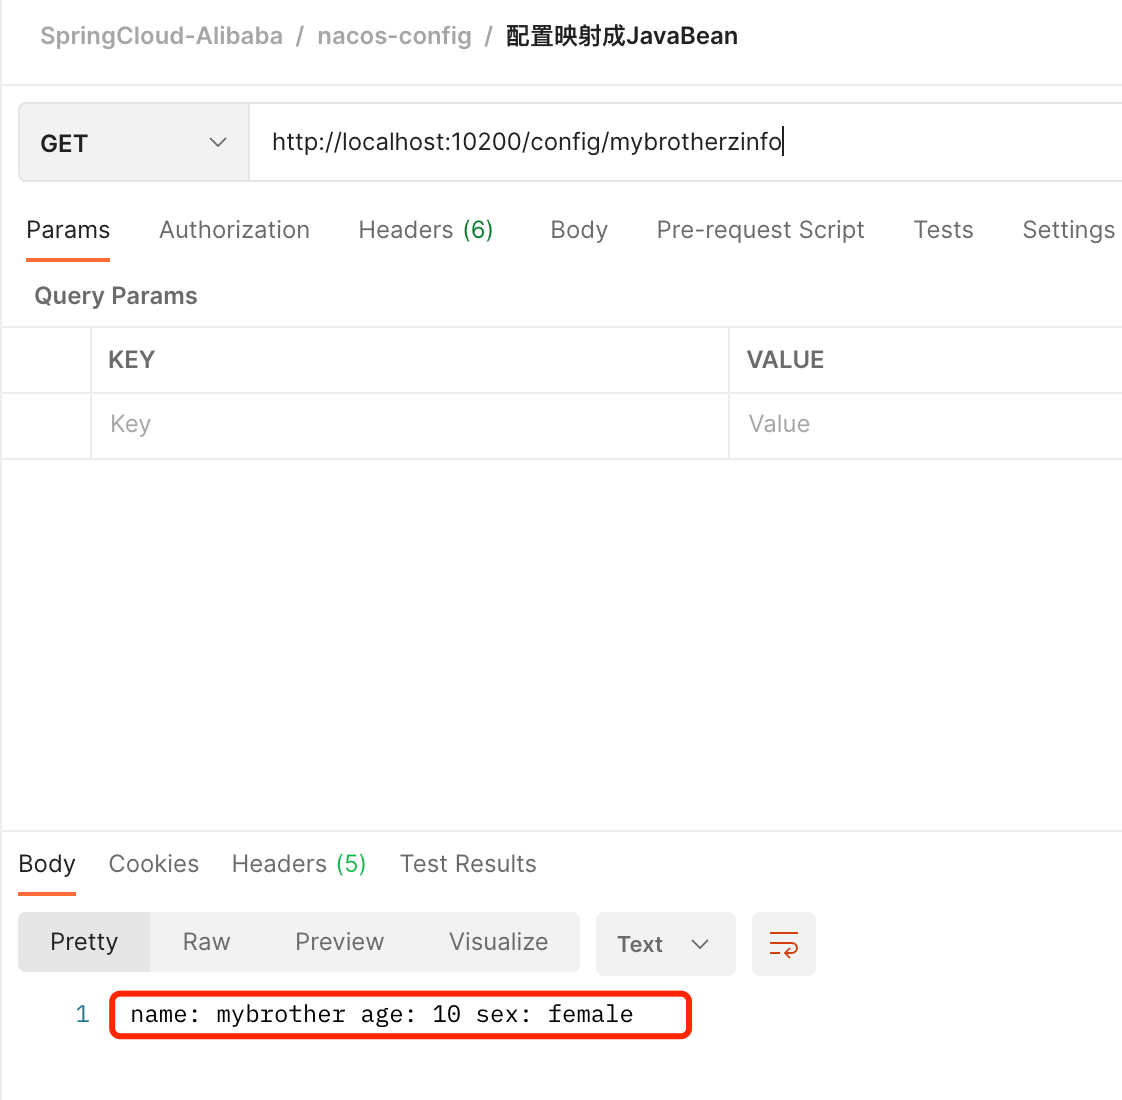 SpringCloud-Alibaba / nacos-config / 配置映射成JavaBean
GET http://localhost:10200/config/mybrotherzinfo
Params Authorization Headers (6) Body Pre-request Script Tests Settings
Query Params
KEY VALUE
Key Value
Body Cookies Headers (5) Test Results
Pretty Raw Preview Visualize Text
1 name: mybrother age: 10 sex: female